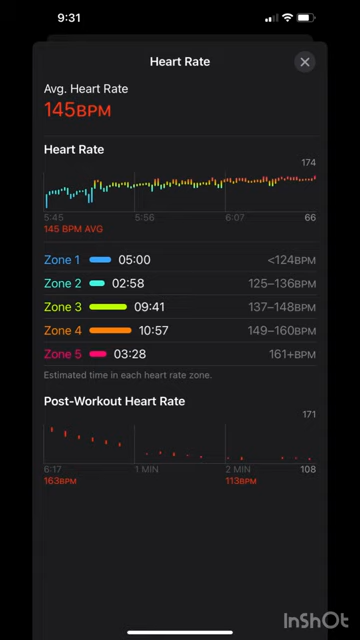 9:31
Heart Rate
Avg. Heart Rate
145BPM
Heart Rate
174
5:45 5:56 6:07 66
145 BPM AVG
Zone 1 05:00 <124BPM
Zone 2 02:58 125–136BPM
Zone 3 09:41 137–148BPM
Zone 4 10:57 149–160BPM
Zone 5 03:28 161+BPM
Estimated time in each heart rate zone.
Post-Workout Heart Rate
171
6:17 1 MIN 2 MIN 108
163BPM 113BPM
InShOt